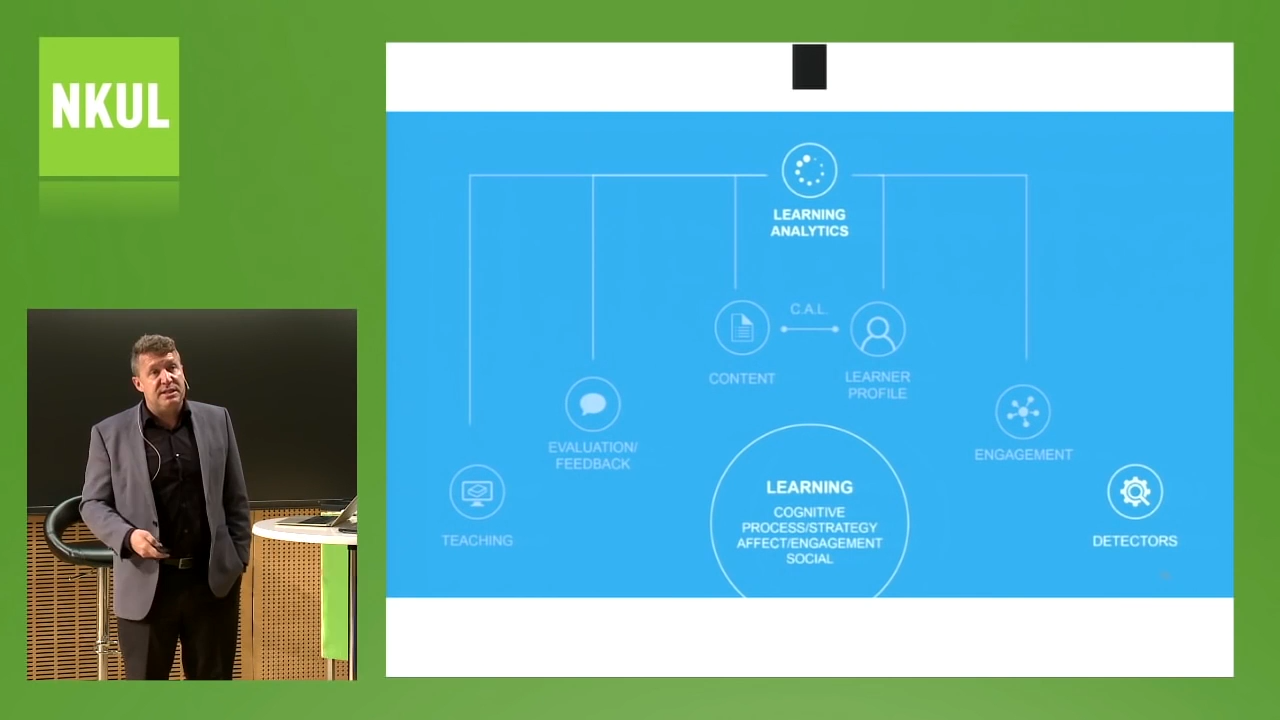 NKUL
LEARNING
ANALYTICS
C.A.L.
CONTENT
LEARNER
PROFILE
EVALUATION/
FEEDBACK
ENGAGEMENT
TEACHING
LEARNING
COGNITIVE
PROCESS/STRATEGY
AFFECT/ENGAGEMENT
SOCIAL
DETECTORS